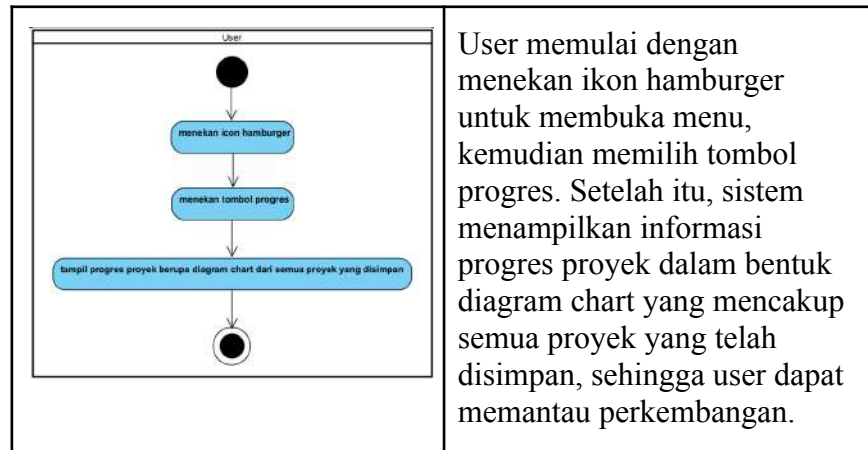 User
menekan icon hamburger
menekan tombol progres
tampil progres proyek berupa diagram chart dari semua proyek yang disimpan
User memulai dengan
menekan ikon hamburger
untuk membuka menu,
kemudian memilih tombol
progres. Setelah itu, sistem
menampilkan informasi
progres proyek dalam bentuk
diagram chart yang mencakup
semua proyek yang telah
disimpan, sehingga user dapat
memantau perkembangan.